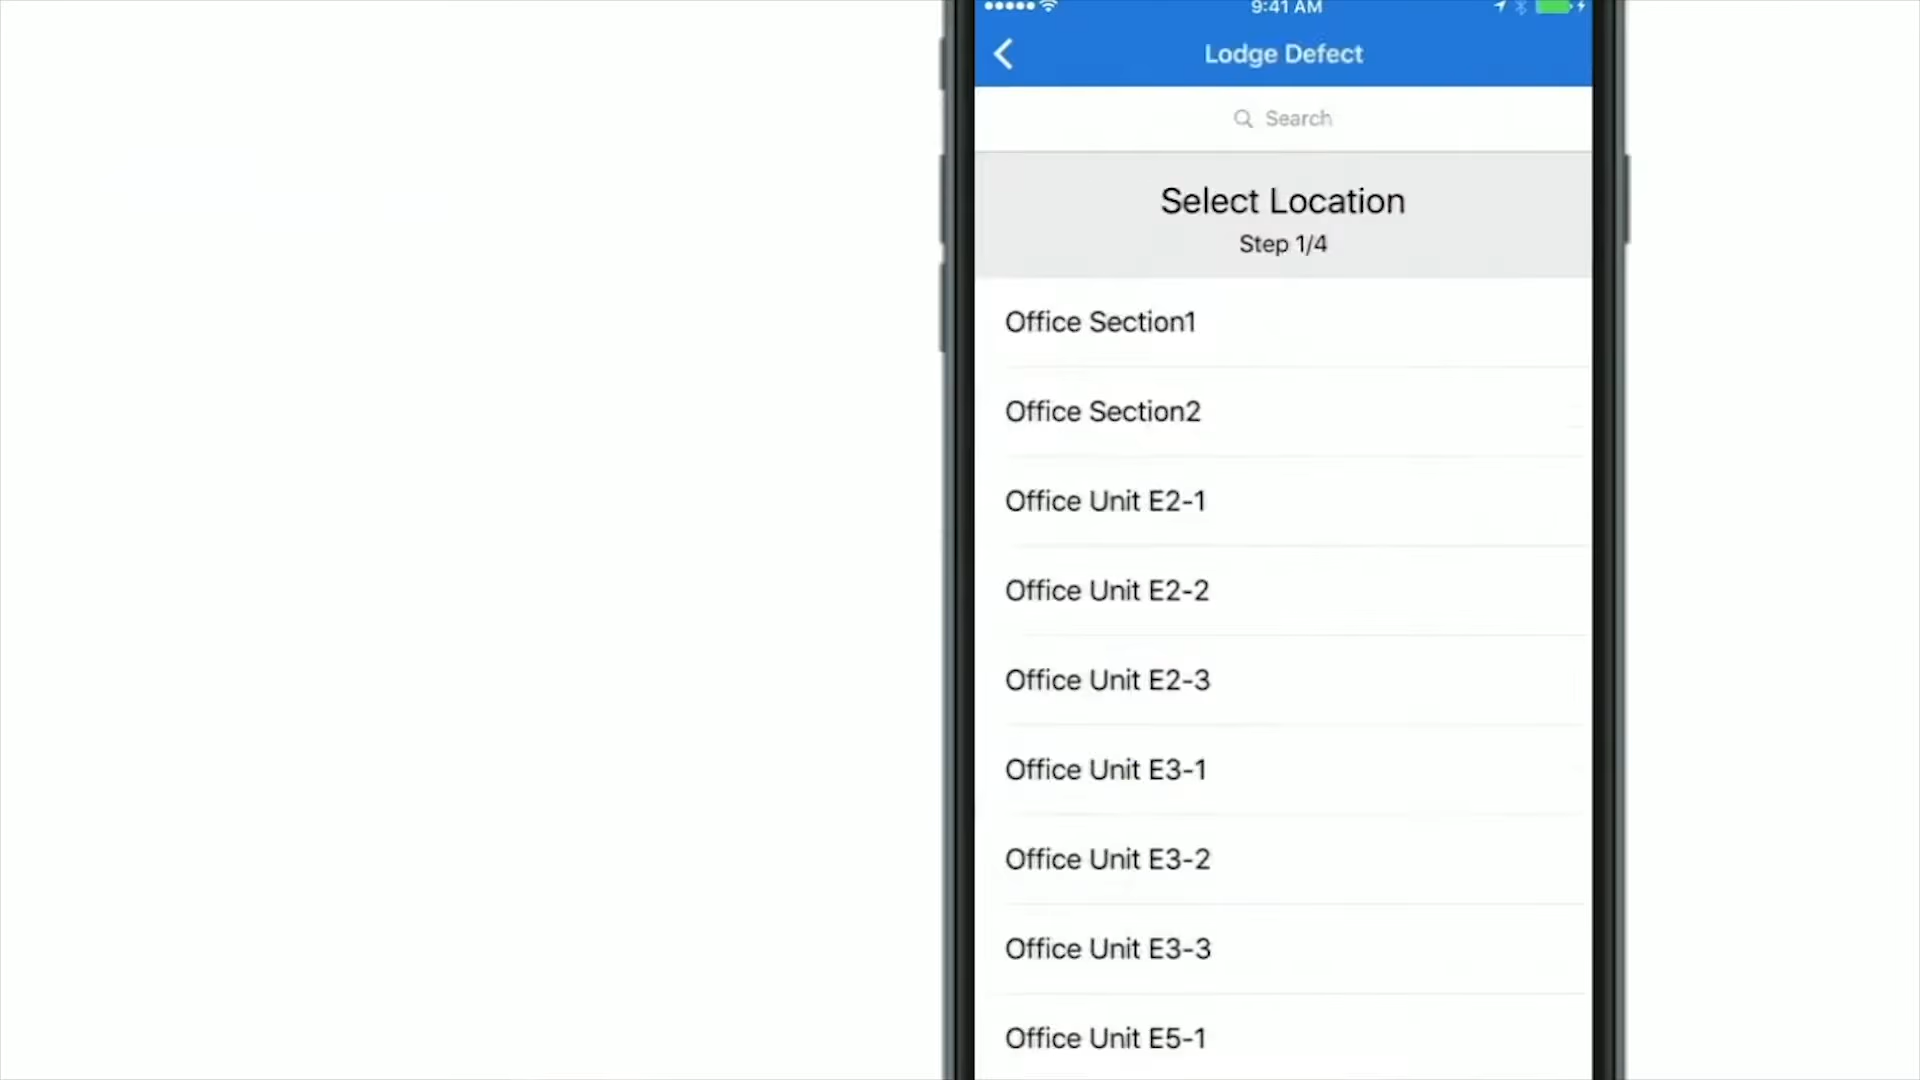 9:41 AM
Lodge Defect
Search
Select Location
Step 1/4
Office Section1
Office Section2
Office Unit E2-1
Office Unit E2-2
Office Unit E2-3
Office Unit E3-1
Office Unit E3-2
Office Unit E3-3
Office Unit E5-1